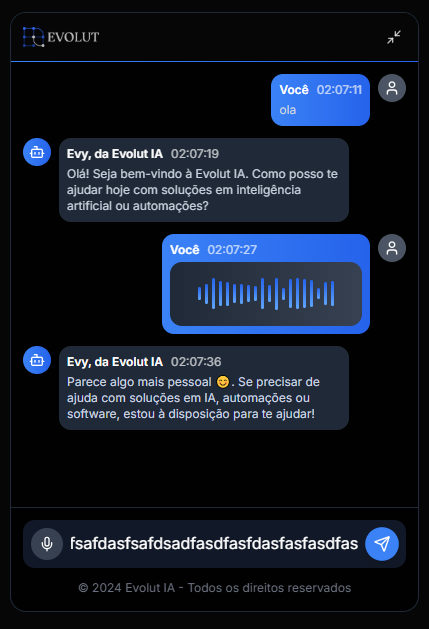 EVOLUT
Você 02:07:11
ola
Evy, da Evolut IA 02:07:19
Olá! Seja bem-vindo à Evolut IA. Como posso te
ajudar hoje com soluções em inteligência
artificial ou automações?
Você 02:07:27
Evy, da Evolut IA 02:07:36
Parece algo mais pessoal 😊. Se precisar de
ajuda com soluções em IA, automações ou
software, estou à disposição para te ajudar!
fsafdasfsafdsadfasdfasfdasfasfasdfas
© 2024 Evolut IA - Todos os direitos reservados